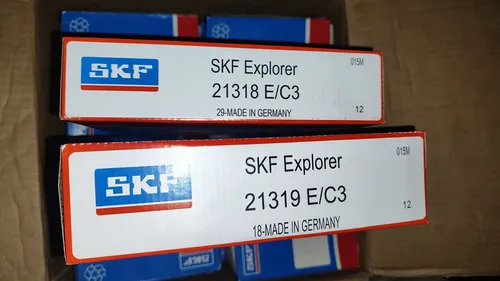 SKF
SKF Explorer
015M
21318 E/C3
29-MADE IN GERMANY
12
SKF
SKF Explorer
015M
21319 E/C3
18-MADE IN GERMANY
12